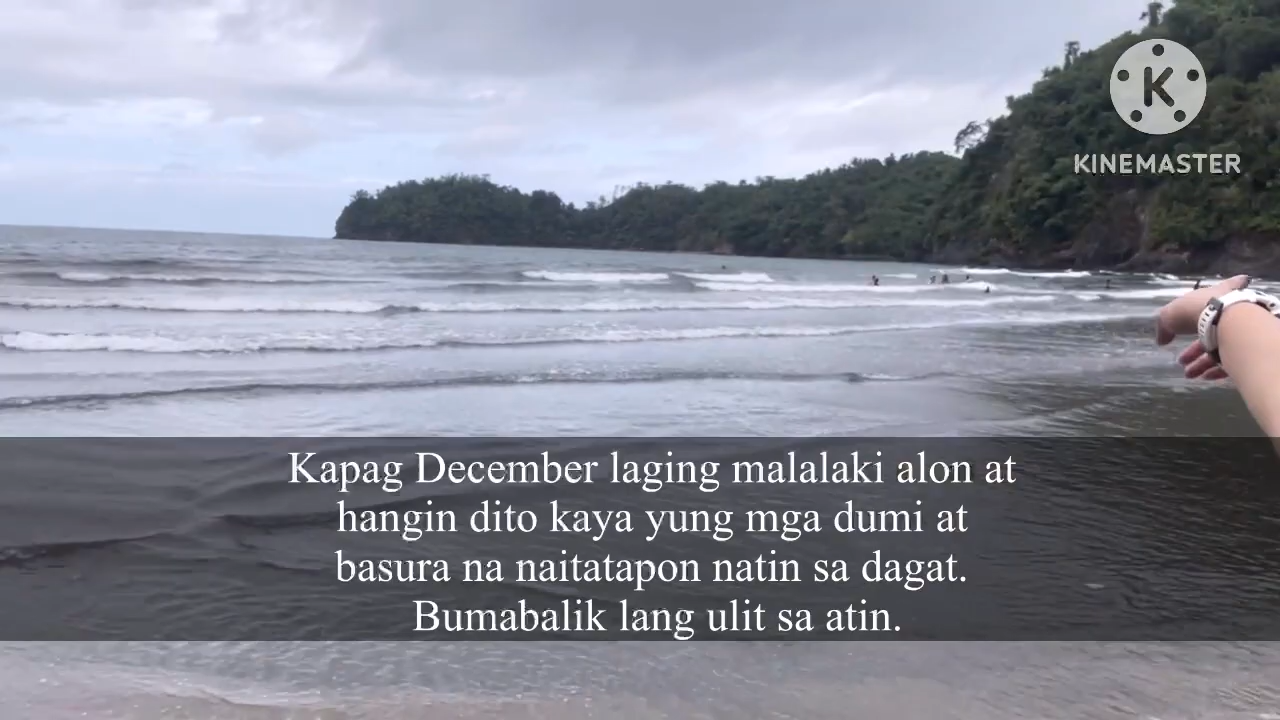 K
KINEMASTER
Kapag December laging malalaki alon at
hangin dito kaya yung mga dumi at
basura na naitatapon natin sa dagat.
Bumabalik lang ulit sa atin.